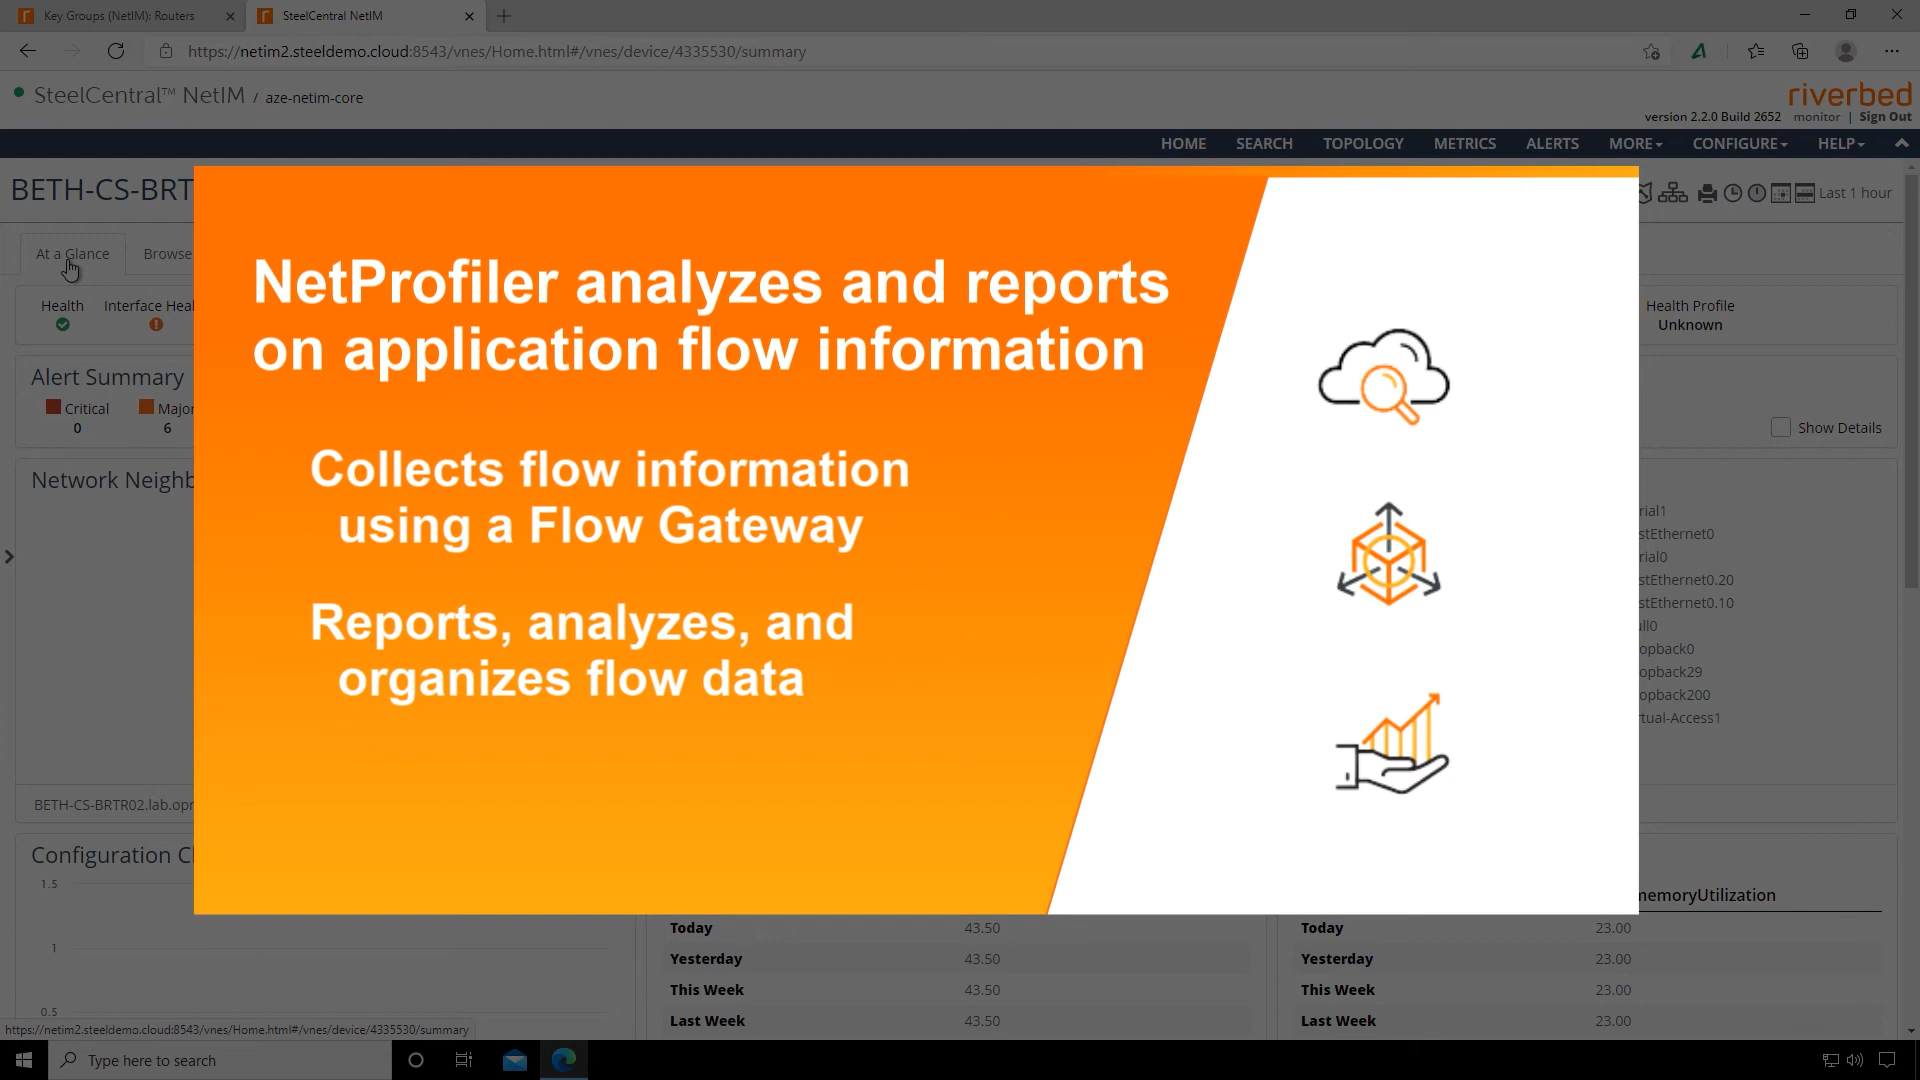 Key Groups (NetIM): Routers
SteelCentral NetIM
https://netim2.steeldemo.cloud:8543/vnes/Home.html#/vnes/device/4335530/summary
SteelCentral™ NetIM / aze-netim-core
riverbed
version 2.2.0 Build 2652 monitor | Sign Out
HOME SEARCH TOPOLOGY METRICS ALERTS MORE CONFIGURE HELP
BETH-CS-BRT
Last 1 hour
At a Glance Browse
Health Interface Heal
Health Profile
Unknown
Alert Summary
Critical Major
0 6
Show Details
Network Neighb
NetProfiler analyzes and reports
on application flow information
Collects flow information
using a Flow Gateway
Reports, analyzes, and
organizes flow data
rial1
stEthernet0
rial0
stEthernet0.20
stEthernet0.10
ull0
opback0
opback29
opback200
rtual-Access1
BETH-CS-BRTR02.lab.opn
Configuration Cl
1.5
1
0.5
memoryUtilization
Today 43.50 Today 23.00
Yesterday 43.50 Yesterday 23.00
This Week 43.50 This Week 23.00
Last Week 43.50 Last Week 23.00
https://netim2.steeldemo.cloud:8543/vnes/Home.html#/vnes/device/4335530/summary
Type here to search